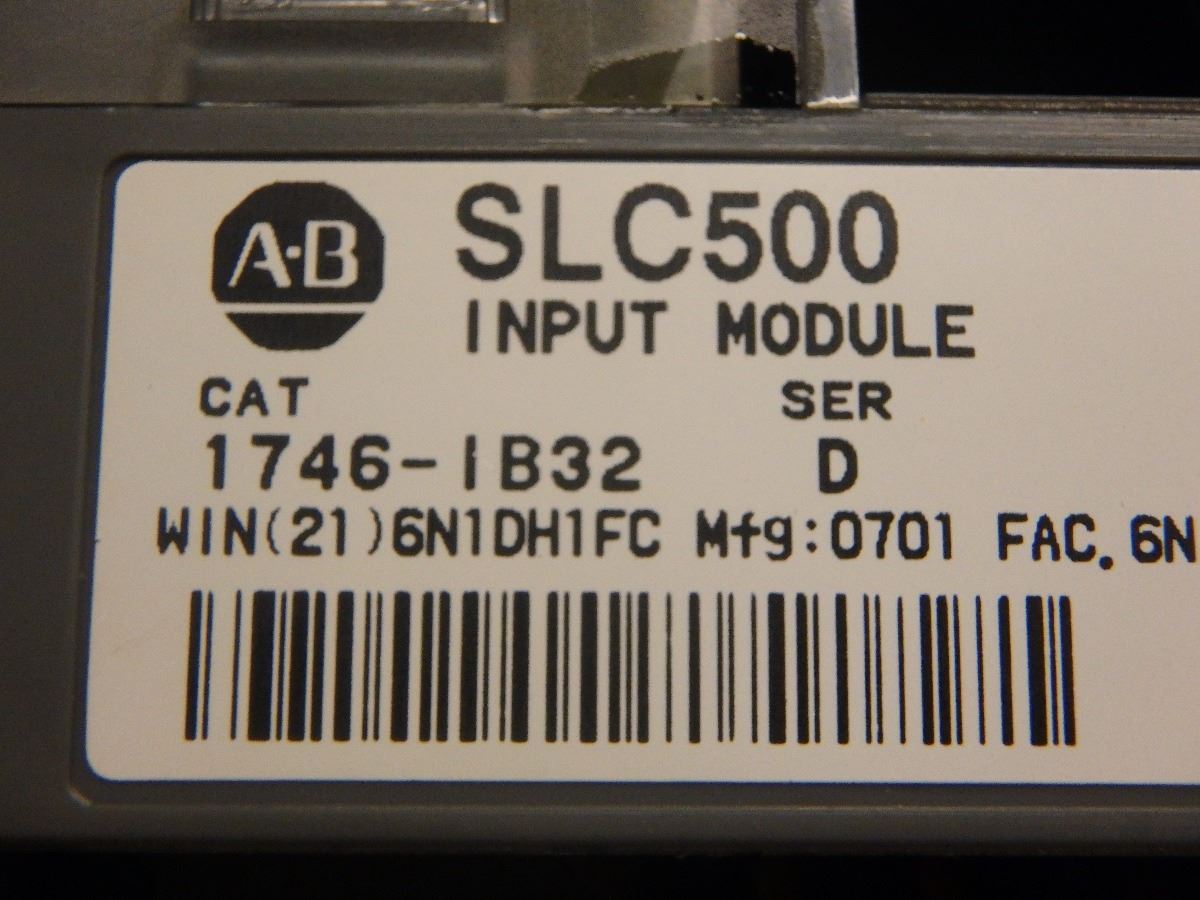 A-B
SLC500
INPUT MODULE
CAT SER
1746-IB32 D
WIN(21)6N1DH1FC Mfg:0701 FAC. 6N